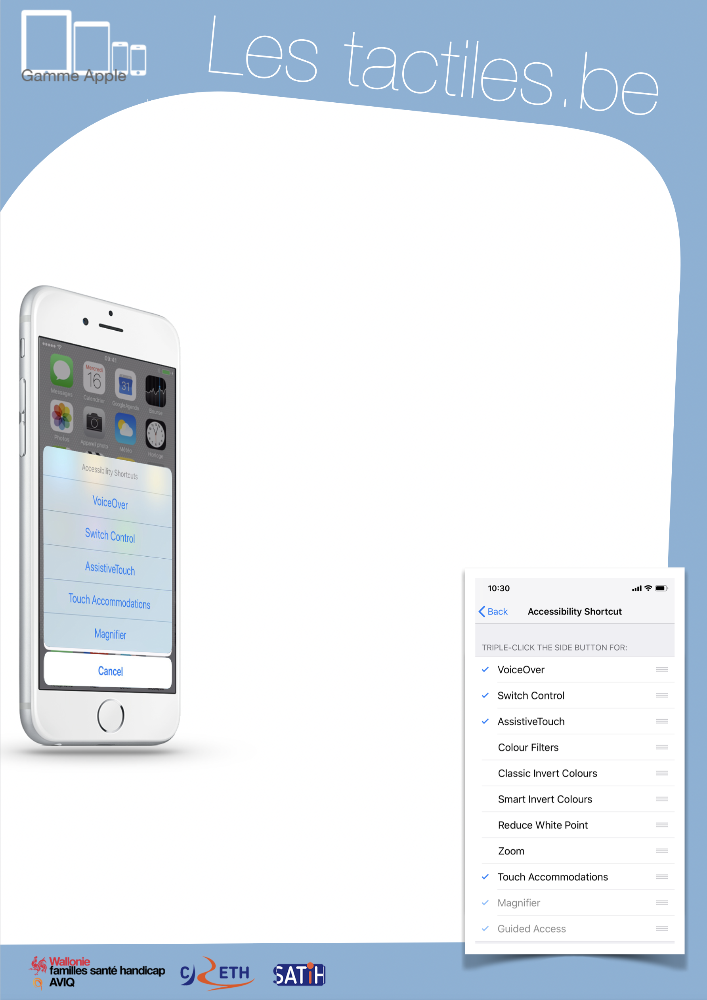 Gamme Apple
Les tactiles.be
09:41
Messages
Mercredi
16
Calendrier
31
GoogleAgenda
Bourse
Photos
Appareil photo
Météo
Horloge
Accessibility Shortcuts
VoiceOver
Switch Control
AssistiveTouch
Touch Accommodations
Magnifier
Cancel
10:30
Back
Accessibility Shortcut
TRIPLE-CLICK THE SIDE BUTTON FOR:
VoiceOver
Switch Control
AssistiveTouch
Colour Filters
Classic Invert Colours
Smart Invert Colours
Reduce White Point
Zoom
Touch Accommodations
Magnifier
Guided Access
Wallonie
familles santé handicap
AVIQ
ETH
SATiH